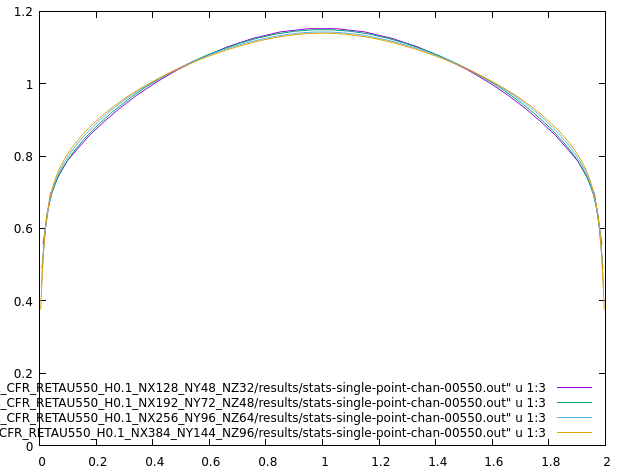 1.2
1
0.8
0.6
0.4
0.2
_CFR_RETAU550_H0.1_NX128_NY48_NZ32/results/stats-single-point-chan-00550.out" u 1:3
_CFR_RETAU550_H0.1_NX192_NY72_NZ48/results/stats-single-point-chan-00550.out" u 1:3
_CFR_RETAU550_H0.1_NX256_NY96_NZ64/results/stats-single-point-chan-00550.out" u 1:3
CFR_RETAU550_H0.1_NX384_NY144_NZ96/results/stats-single-point-chan-00550.out" u 1:3
0
0 0.2 0.4 0.6 0.8 1 1.2 1.4 1.6 1.8 2